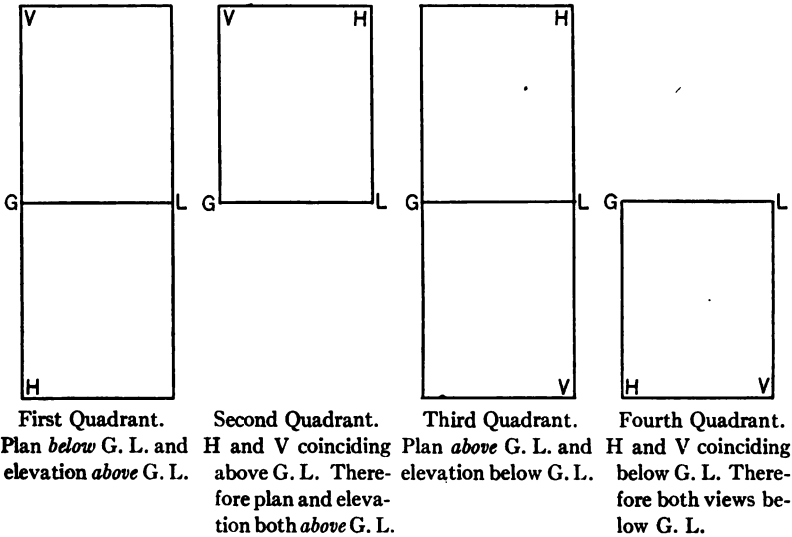 V
V H
H
G L
G L
G L
G L
H
V
H V
First Quadrant.
Plan below G. L. and
elevation above G. L.
Second Quadrant.
H and V coinciding
above G. L. There-
fore plan and eleva-
tion both above G. L.
Third Quadrant.
Plan above G. L. and
elevation below G. L.
Fourth Quadrant.
H and V coinciding
below G. L. There-
fore both views be-
low G. L.